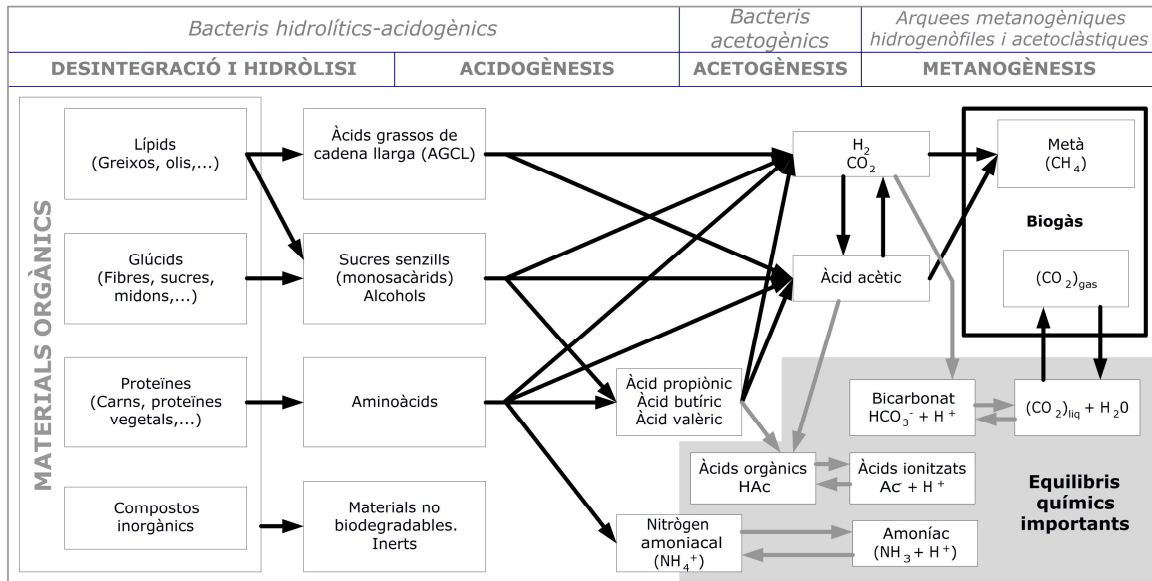 Bacteris hidrolítics-acidogènics
Bacteris
acetogènics
Arquees metanogèniques
hidrogenòfiles i acetoclàstiques
DESINTEGRACIÓ I HIDRÒLISI
ACIDOGÈNESIS
ACETOGÈNESIS
METANOGÈNESIS
MATERIALS ORGÀNICS
Lípids
(Greixos, olis,...)
Àcids grassos de
cadena llarga (AGCL)
H2
CO2
Metà
(CH4)
Biogàs
Glúcids
(Fibres, sucres,
midons,...)
Sucres senzills
(monosacàrids)
Alcohols
Àcid acètic
(CO2)gas
Proteïnes
(Carns, proteïnes
vegetals,...)
Aminoàcids
Àcid propiònic
Àcid butíric
Àcid valèric
Bicarbonat
HCO3- + H+
(CO2)liq + H20
Àcids orgànics
HAc
Àcids ionitzats
Ac- + H+
Equilibris
químics
importants
Compostos
inorgànics
Materials no
biodegradables.
Inerts
Nitrògen
amoniacal
(NH4+)
Amoníac
(NH3 + H+)